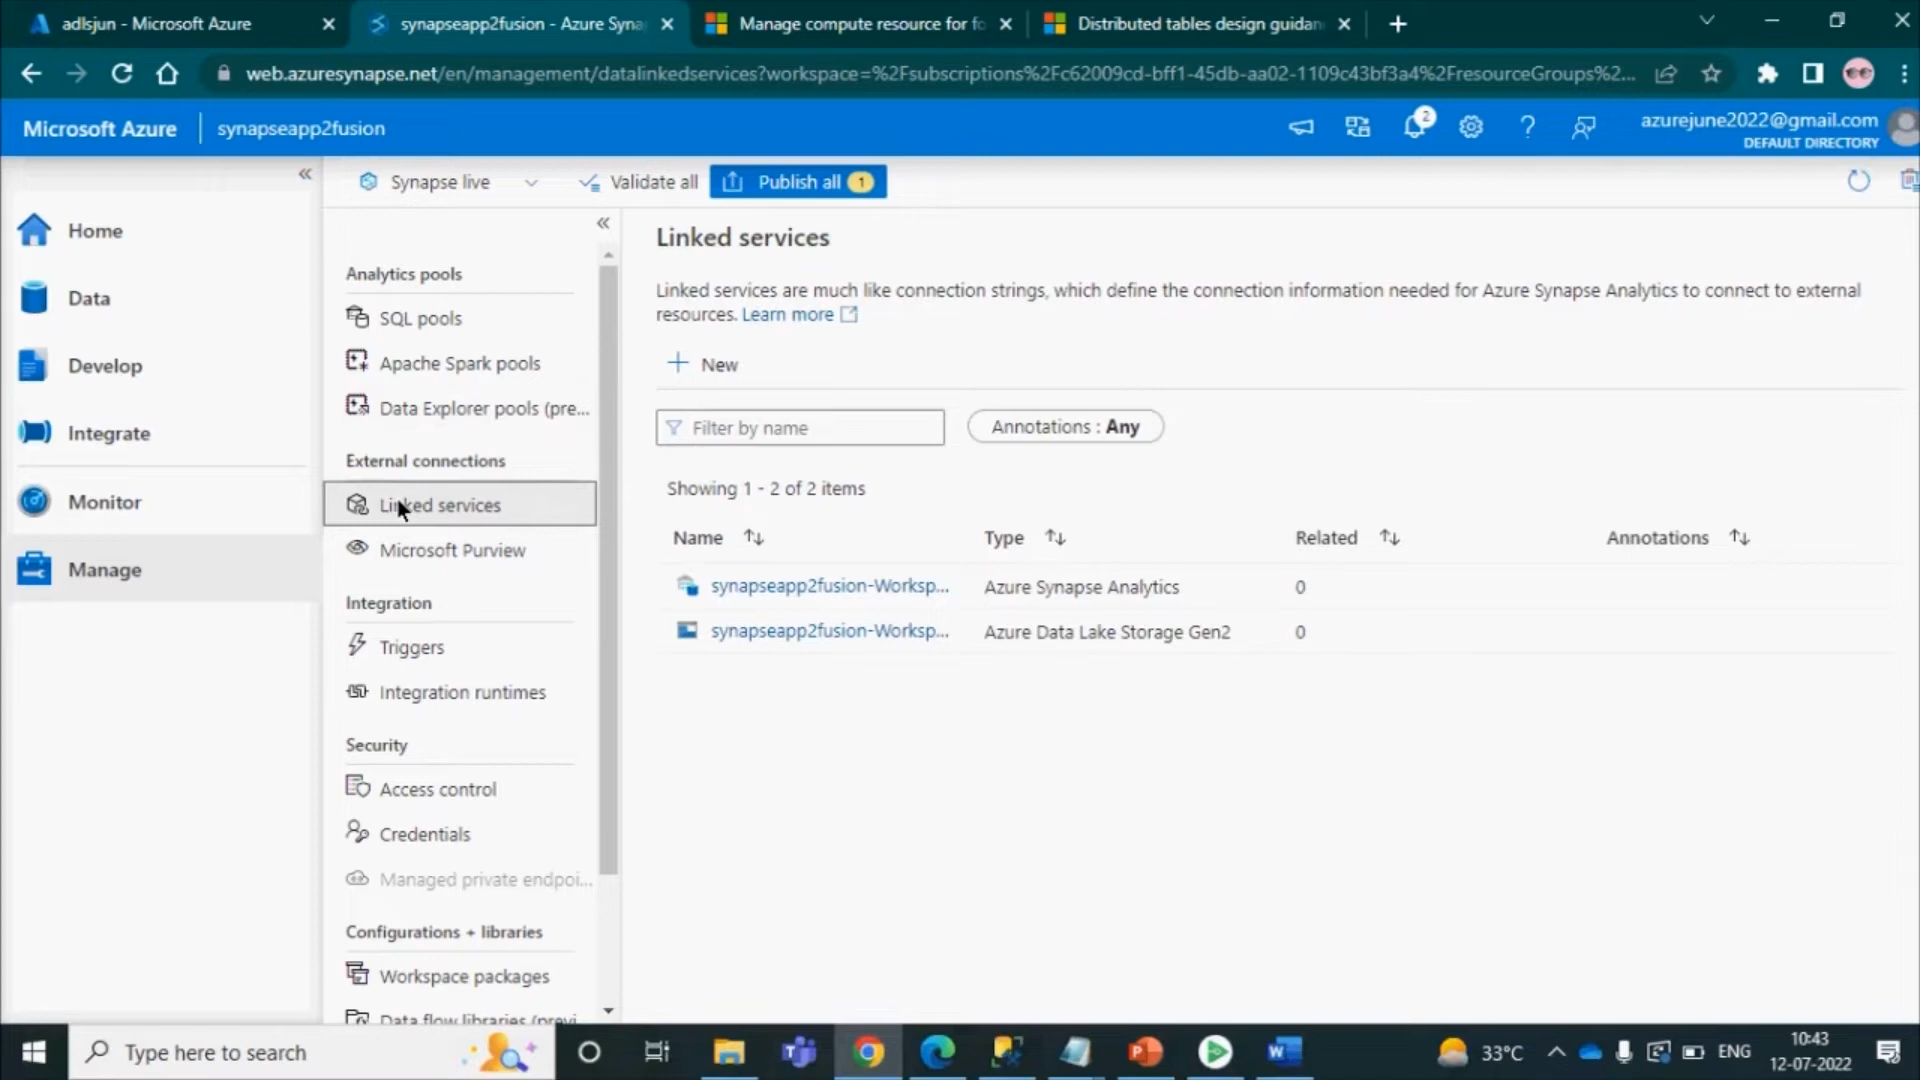 adlsjun - Microsoft Azure
synapseapp2fusion - Azure Syna
Manage compute resource for fo
Distributed tables design guidan
web.azuresynapse.net/en/management/datalinkedservices?workspace=%2Fsubscriptions%2Fc62009cd-bff1-45db-aa02-1109c43bf3a4%2FresourceGroups%2...
Microsoft Azure
synapseapp2fusion
2
azurejune2022@gmail.com
DEFAULT DIRECTORY
Synapse live
Validate all
Publish all 1
Home
Data
Develop
Integrate
Monitor
Manage
Analytics pools
SQL pools
Apache Spark pools
Data Explorer pools (pre...
External connections
Linked services
Microsoft Purview
Integration
Triggers
Integration runtimes
Security
Access control
Credentials
Managed private endpoi...
Configurations + libraries
Workspace packages
Data flow libraries (previ
Linked services
Linked services are much like connection strings, which define the connection information needed for Azure Synapse Analytics to connect to external
resources. Learn more
New
Filter by name
Annotations : Any
Showing 1 - 2 of 2 items
Name Type Related Annotations
synapseapp2fusion-Worksp... Azure Synapse Analytics 0
synapseapp2fusion-Worksp... Azure Data Lake Storage Gen2 0
Type here to search
33°C
ENG
10:43
12-07-2022